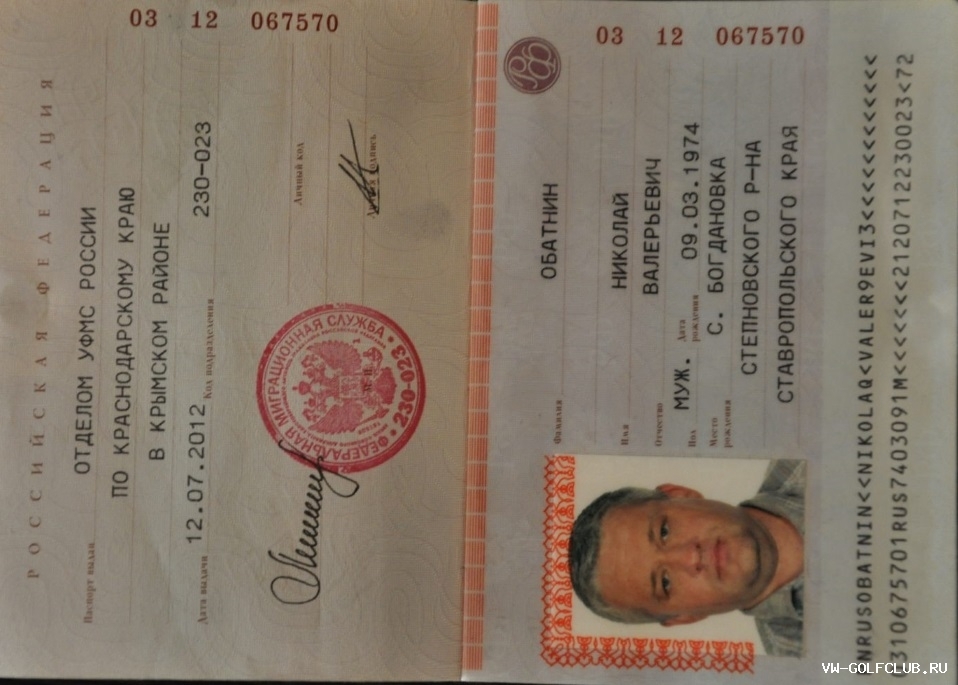 РОССИЙСКАЯ ФЕДЕРАЦИЯ
Паспорт выдан
ОТДЕЛОМ УФМС РОССИИ
ПО КРАСНОДАРСКОМУ КРАЮ
В КРЫМСКОМ РАЙОНЕ
Дата выдачи 12.07.2012 Код подразделения 230-023
Личный код
Личная подпись
ФЕДЕРАЛЬНАЯ МИГРАЦИОННАЯ СЛУЖБА
230-023
03 12 067570
03 12 067570
РФ
Фамилия
ОБАТНИН
Имя НИКОЛАЙ
Отчество ВАЛЕРЬЕВИЧ
Пол МУЖ. Дата рождения 09.03.1974
Место рождения С. БОГДАНОВКА
СТЕПНОВСКОГО Р-НА
СТАВРОПОЛЬСКОГО КРАЯ
NRUSOBATNIN<<NIKOLAQ<VALER9EVI3<<<<<<<<<<<<
310675701RUS7403091M<<<<<<<2120712230023<72
VW-GOLFCLUB.RU